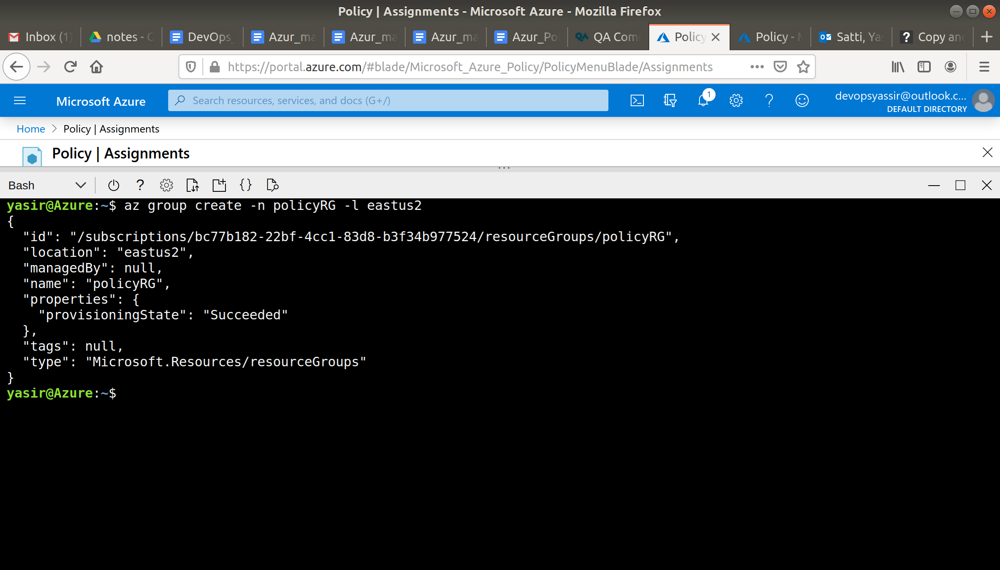 Policy | Assignments - Microsoft Azure - Mozilla Firefox
Inbox (1) notes - DevOps_ Azur_ma Azur_ma Azur_ma Azur_Po QA Com Policy Policy - Satti, Yas Copy and
https://portal.azure.com/#blade/Microsoft_Azure_Policy/PolicyMenuBlade/Assignments
Microsoft Azure
Search resources, services, and docs (G+/)
1
devopsyassir@outlook.c...
DEFAULT DIRECTORY
Home > Policy | Assignments
Policy | Assignments
Bash
yasir@Azure:~$ az group create -n policyRG -l eastus2
{
"id": "/subscriptions/bc77b182-22bf-4cc1-83d8-b3f34b977524/resourceGroups/policyRG",
"location": "eastus2",
"managedBy": null,
"name": "policyRG",
"properties": {
"provisioningState": "Succeeded"
},
"tags": null,
"type": "Microsoft.Resources/resourceGroups"
}
yasir@Azure:~$